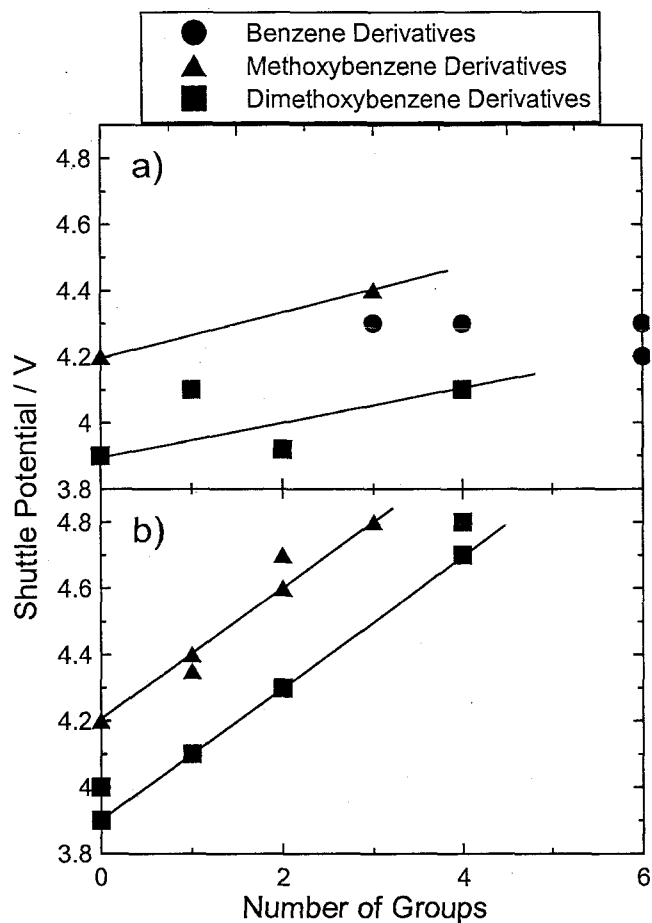 Benzene Derivatives
Methoxybenzene Derivatives
Dimethoxybenzene Derivatives
a)
4.8
4.6
4.4
4.2
4
3.8
b)
4.8
4.6
4.4
4.2
4
3.8
0
2
4
6
Shuttle Potential / V
Number of Groups